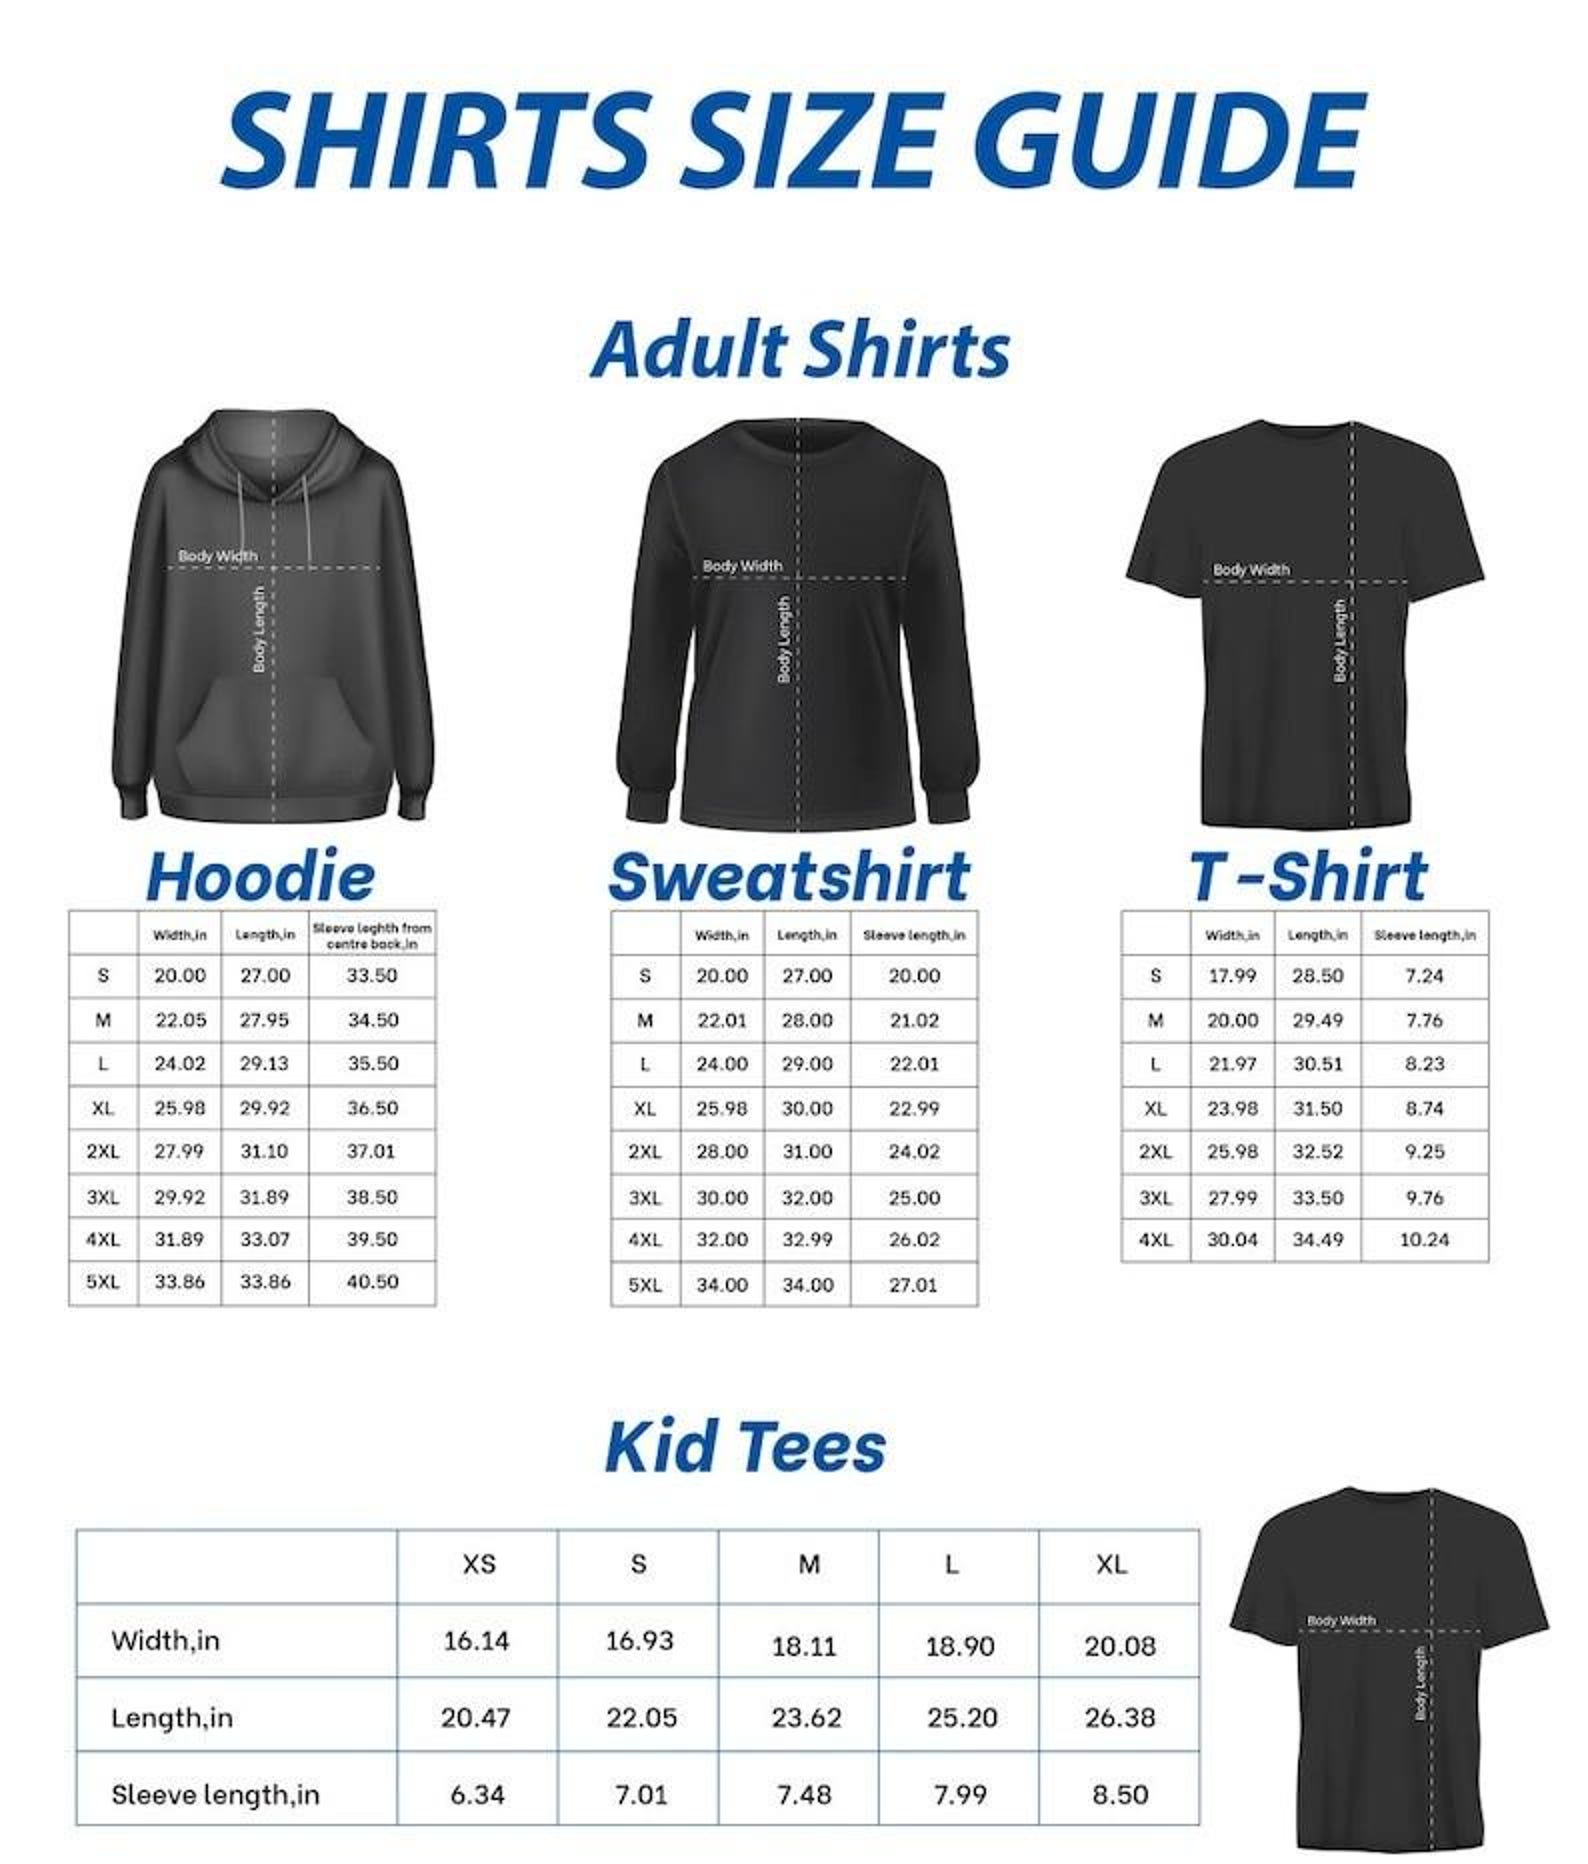 SHIRTS SIZE GUIDE
Adult Shirts
Body Width
Body Length
Body Width
Body Length
Body Width
Body Length
Hoodie
Width,in Length,in Sleeve leghth from centre back,in
S 20.00 27.00 33.50
M 22.05 27.95 34.50
L 24.02 29.13 35.50
XL 25.98 29.92 36.50
2XL 27.99 31.10 37.01
3XL 29.92 31.89 38.50
4XL 31.89 33.07 39.50
5XL 33.86 33.86 40.50
Sweatshirt
Width,in Length,in Sleeve length,in
S 20.00 27.00 20.00
M 22.01 28.00 21.02
L 24.00 29.00 22.01
XL 25.98 30.00 22.99
2XL 28.00 31.00 24.02
3XL 30.00 32.00 25.00
4XL 32.00 32.99 26.02
5XL 34.00 34.00 27.01
T-Shirt
Width,in Length,in Sleeve length,in
S 17.99 28.50 7.24
M 20.00 29.49 7.76
L 21.97 30.51 8.23
XL 23.98 31.50 8.74
2XL 25.98 32.52 9.25
3XL 27.99 33.50 9.76
4XL 30.04 34.49 10.24
Kid Tees
XS S M L XL
Width,in 16.14 16.93 18.11 18.90 20.08
Length,in 20.47 22.05 23.62 25.20 26.38
Sleeve length,in 6.34 7.01 7.48 7.99 8.50
Body Width
Body Length